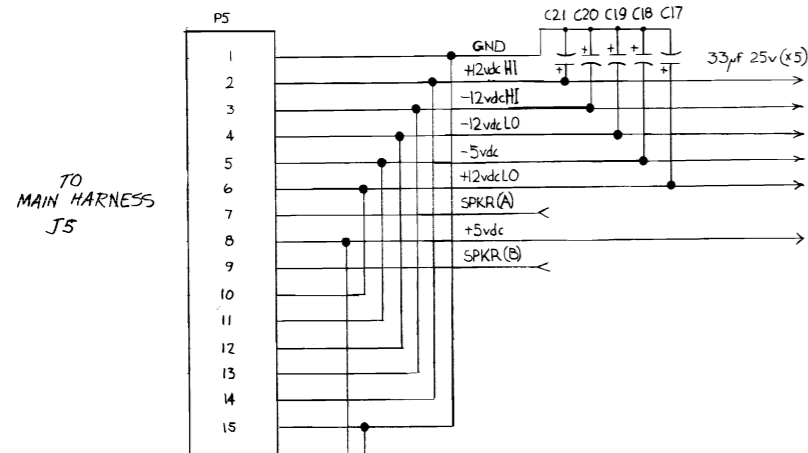 P5
C21 C20 C19 C18 C17
33µf 25v (x5)
1 GND
2 +12vdc HI
3 -12vdc HI
4 -12vdc LO
5 -5vdc
6 +12vdc LO
7 SPKR(A)
8 +5vdc
9 SPKR(B)
10
11
12
13
14
15
TO
MAIN HARNESS
J5